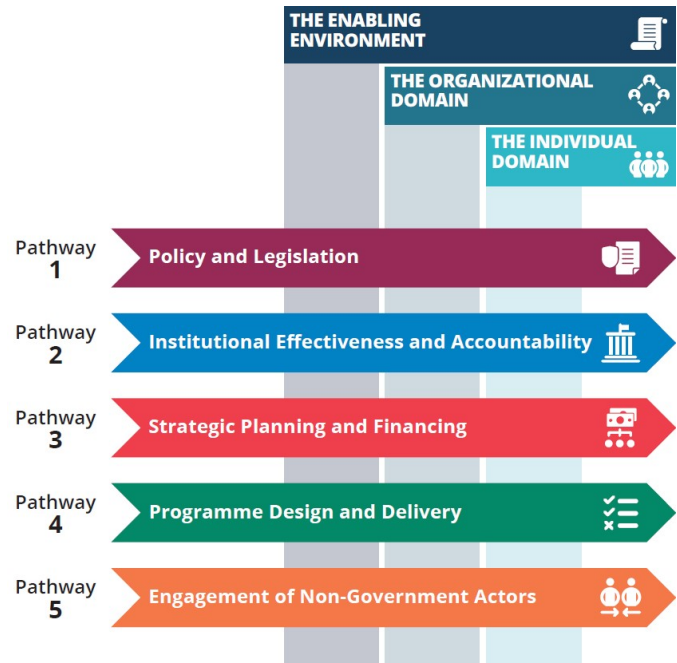 THE ENABLING
ENVIRONMENT
THE ORGANIZATIONAL
DOMAIN
THE INDIVIDUAL
DOMAIN
Pathway
1
Policy and Legislation
Pathway
2
Institutional Effectiveness and Accountability
Pathway
3
Strategic Planning and Financing
Pathway
4
Programme Design and Delivery
Pathway
5
Engagement of Non-Government Actors